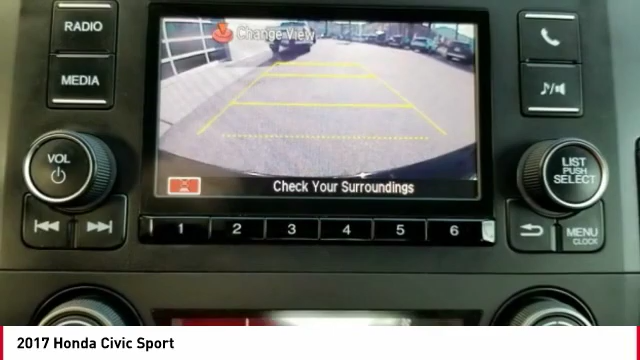 RADIO
MEDIA
VOL
Change View
Check Your Surroundings
LIST
PUSH
SELECT
MENU
CLOCK
1 2 3 4 5 6
2017 Honda Civic Sport